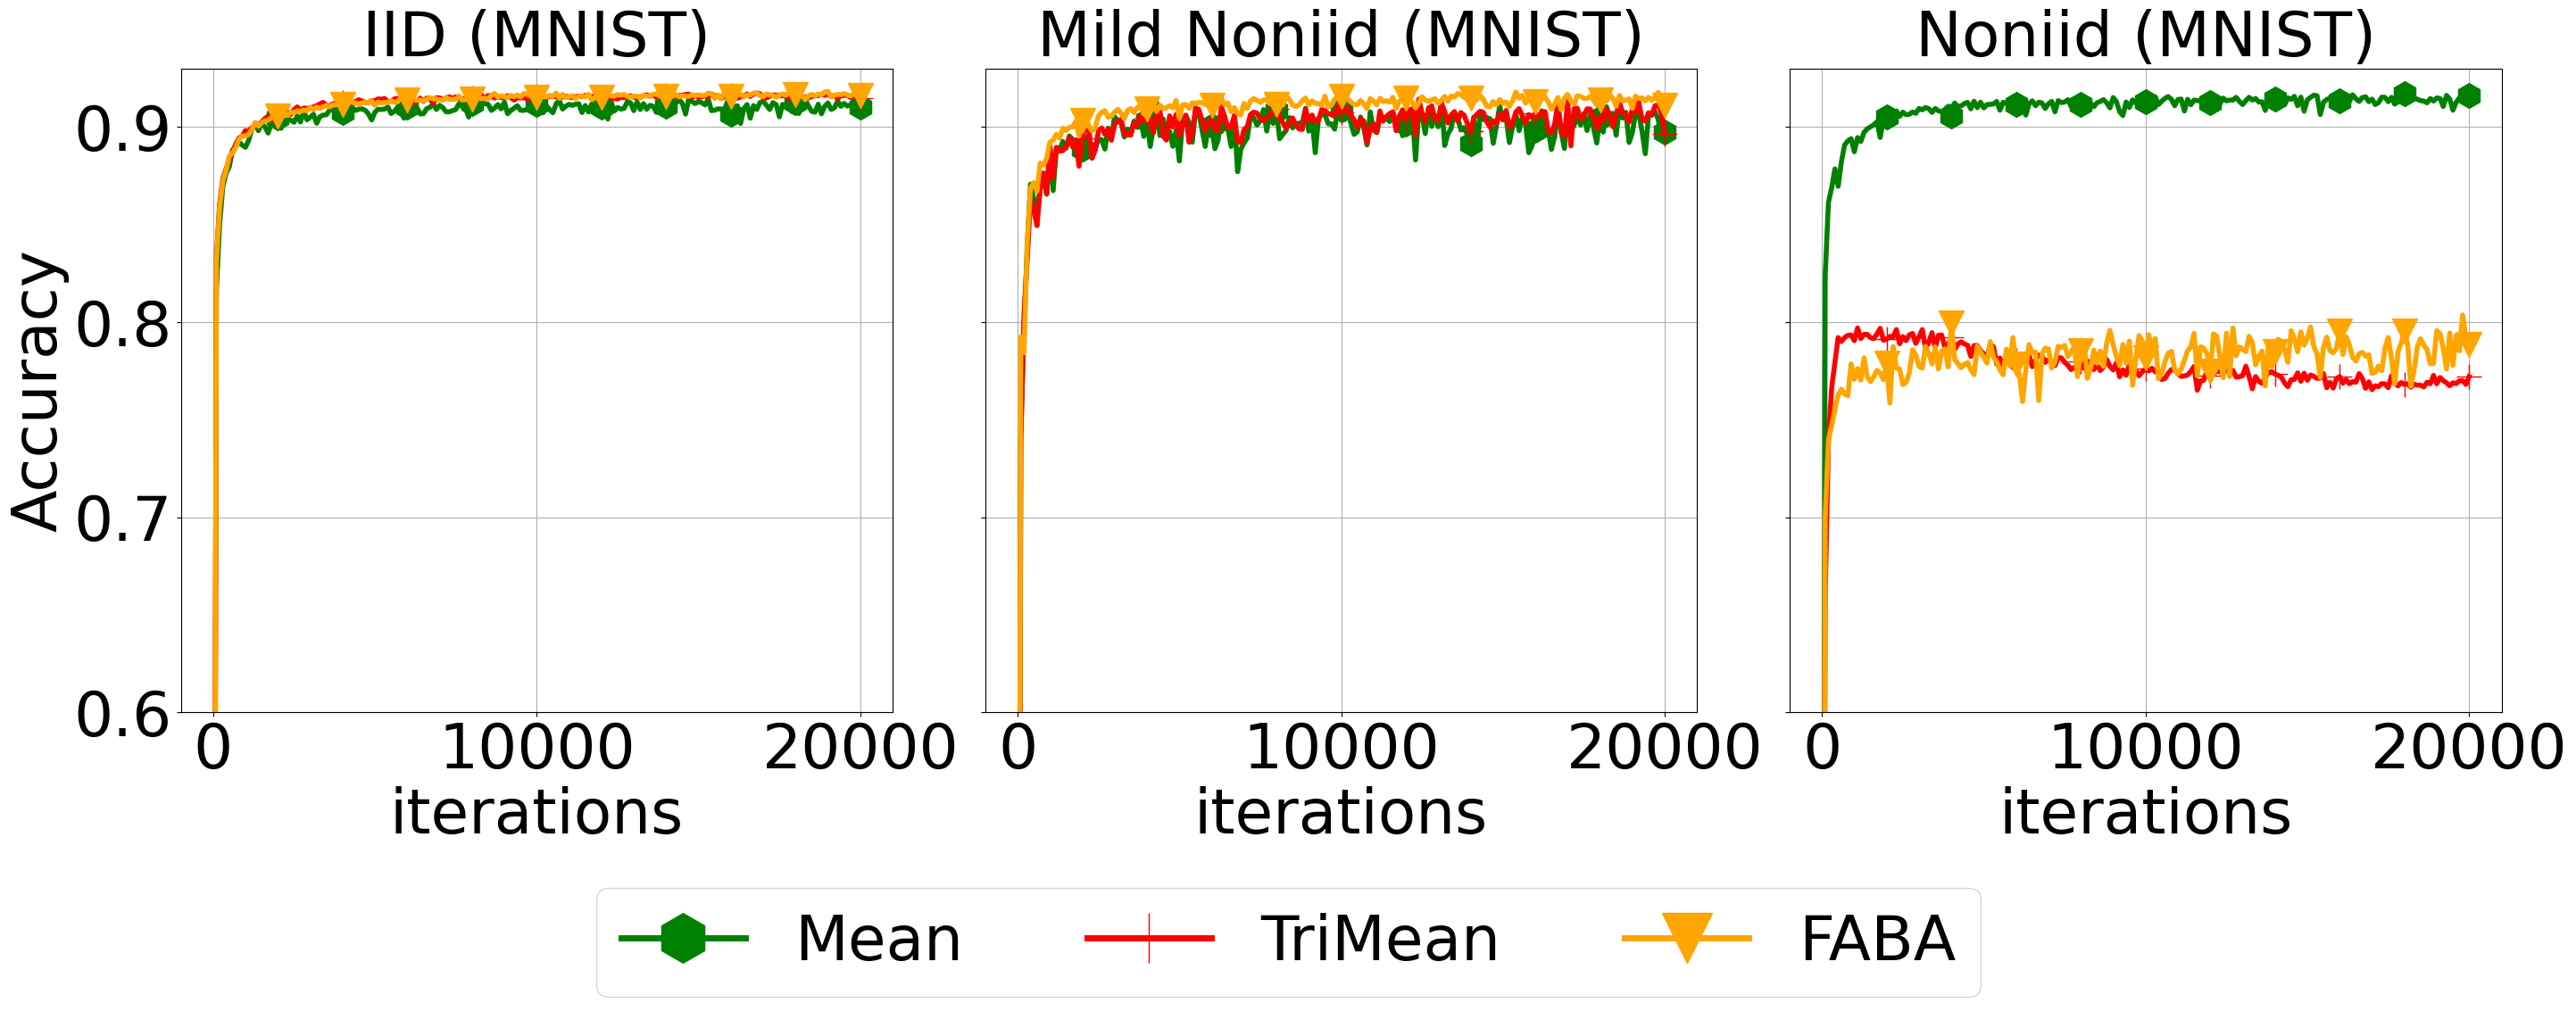 IID (MNIST)
Mild Noniid (MNIST)
Noniid (MNIST)
Accuracy
0.9
0.8
0.7
0.6
0 10000 20000
0 10000 20000
0 10000 20000
iterations
iterations
iterations
Mean TriMean FABA